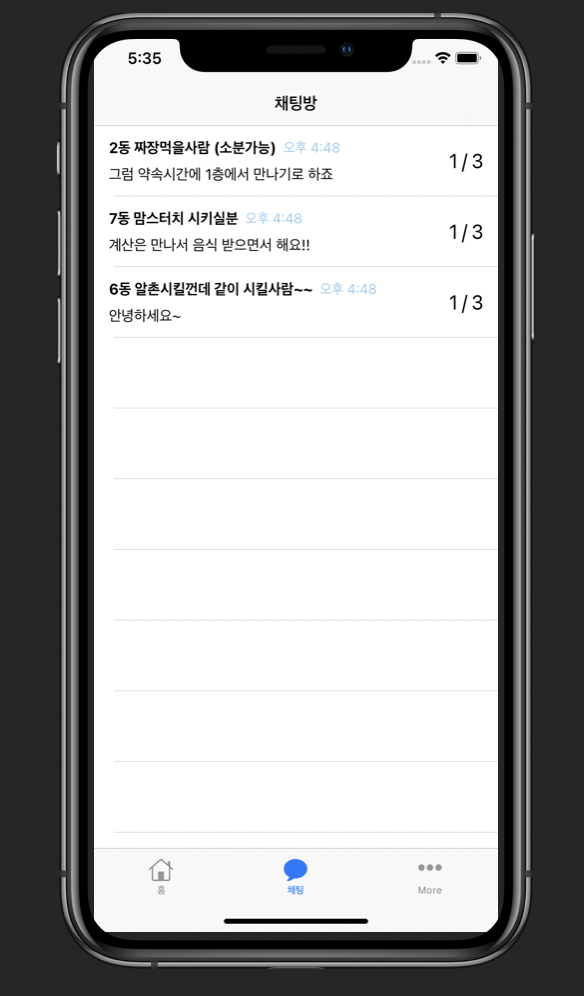 5:35
채팅방
2동 짜장먹을사람 (소분가능) 오후 4:48
그럼 약속시간에 1층에서 만나기로 하죠
1 / 3
7동 맘스터치 시키실분 오후 4:48
계산은 만나서 음식 받으면서 해요!!
1 / 3
6동 알촌시킬껀데 같이 시킬사람~~ 오후 4:48
안녕하세요~
1 / 3
홈
채팅
More